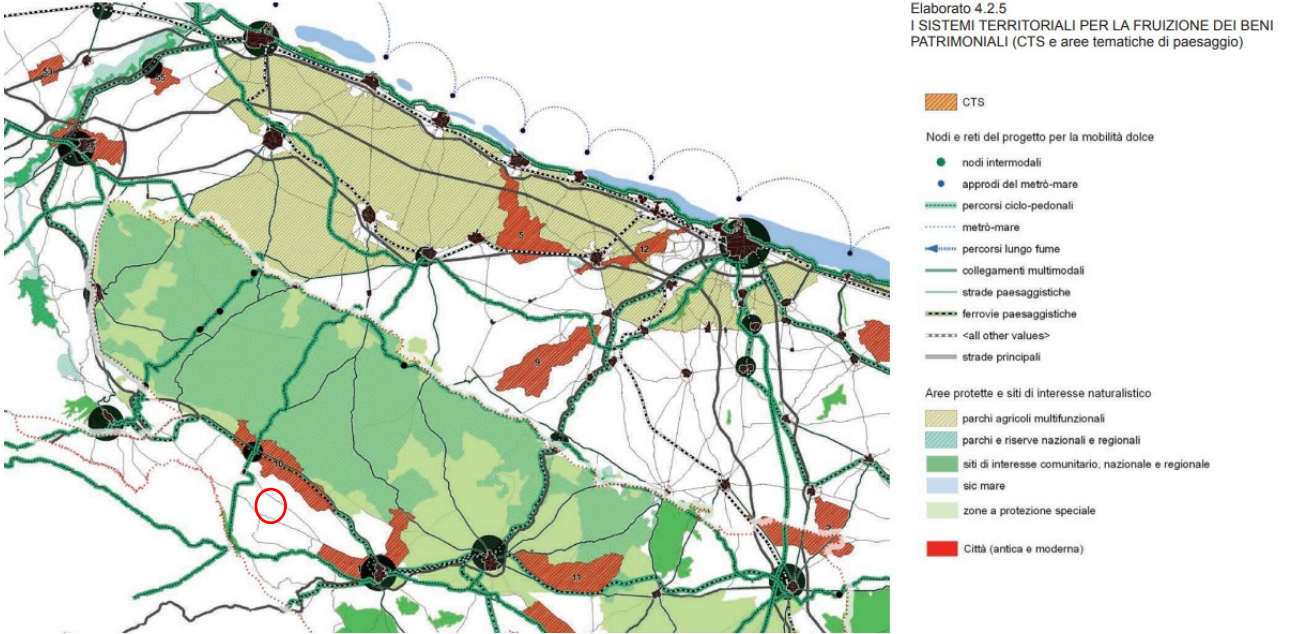 Elaborato 4.2.5
I SISTEMI TERRITORIALI PER LA FRUIZIONE DEI BENI
PATRIMONIALI (CTS e aree tematiche di paesaggio)
CTS
Nodi e reti del progetto per la mobilità dolce
nodi intermodali
approdi del metrò-mare
percorsi ciclo-pedonali
metrò-mare
percorsi lungo fume
collegamenti multimodali
strade paesaggistiche
ferrovie paesaggistiche
<all other values>
strade principali
Aree protette e siti di interesse naturalistico
parchi agricoli multifunzionali
parchi e riserve nazionali e regionali
siti di interesse comunitario, nazionale e regionale
sic mare
zone a protezione speciale
Città (antica e moderna)
5
12
9
10
11